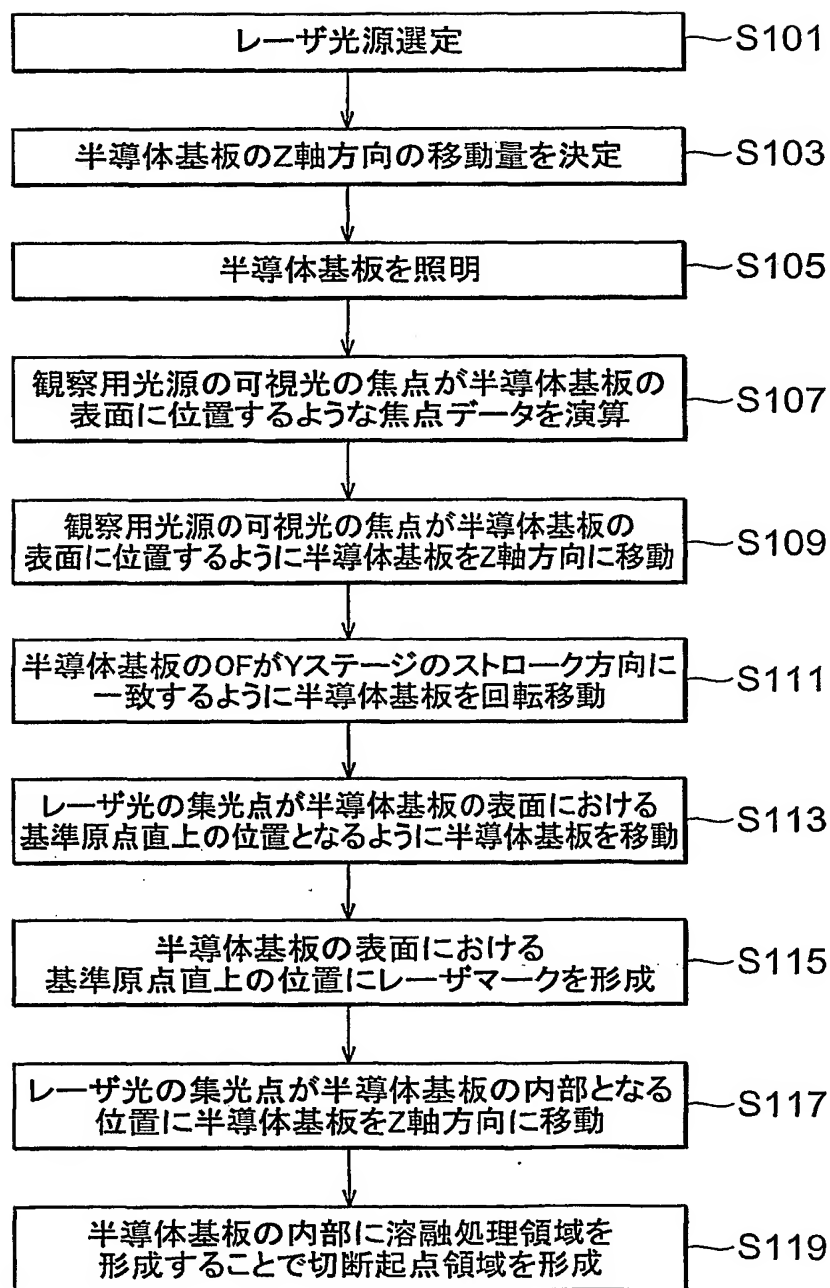 レーザ光源選定
S101
半導体基板のZ軸方向の移動量を決定
S103
半導体基板を照明
S105
観察用光源の可視光の焦点が半導体基板の
表面に位置するような焦点データを演算
S107
観察用光源の可視光の焦点が半導体基板の
表面に位置するように半導体基板をZ軸方向に移動
S109
半導体基板のOFがYステージのストローク方向に
一致するように半導体基板を回転移動
S111
レーザ光の集光点が半導体基板の表面における
基準原点直上の位置となるように半導体基板を移動
S113
半導体基板の表面における
基準原点直上の位置にレーザマークを形成
S115
レーザ光の集光点が半導体基板の内部となる
位置に半導体基板をZ軸方向に移動
S117
半導体基板の内部に溶融処理領域を
形成することで切断起点領域を形成
S119